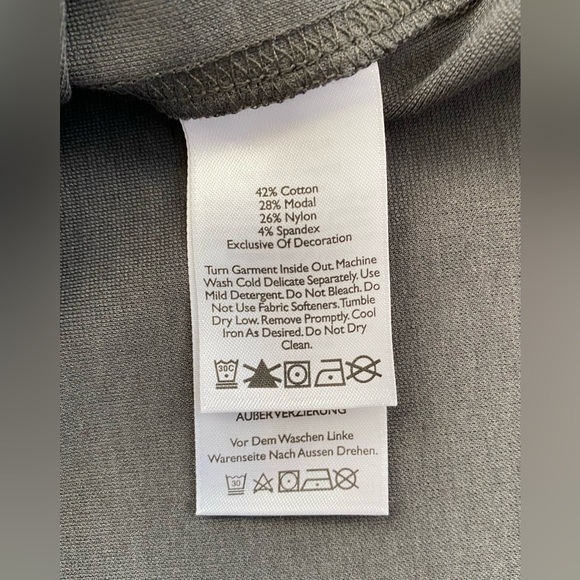 42% Cotton
28% Modal
26% Nylon
4% Spandex
Exclusive Of Decoration
Turn Garment Inside Out. Machine
Wash Cold Delicate Separately. Use
Mild Detergent. Do Not Bleach. Do
Not Use Fabric Softeners. Tumble
Dry Low. Remove Promptly. Cool
Iron As Desired. Do Not Dry
Clean.
30C
AUßERVERZIERUNG
Vor Dem Waschen Linke
Warenseite Nach Aussen Drehen.
30